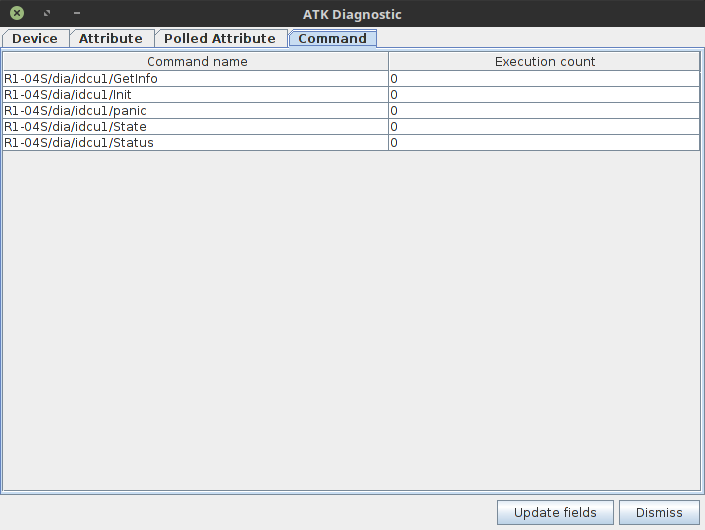 ATK Diagnostic
Device Attribute Polled Attribute Command
Command name Execution count
R1-04S/dia/idcu1/GetInfo 0
R1-04S/dia/idcu1/Init 0
R1-04S/dia/idcu1/panic 0
R1-04S/dia/idcu1/State 0
R1-04S/dia/idcu1/Status 0
Update fields Dismiss